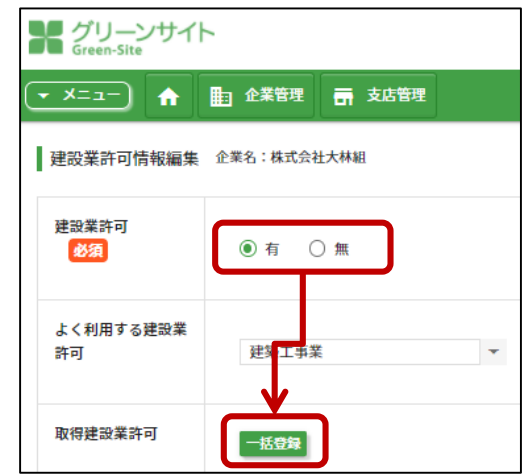 グリーンサイト
Green-Site
メニュー 企業管理 支店管理
建設業許可情報編集 企業名：株式会社大林組
建設業許可
必須
有 無
よく利用する建設業
許可
建築工事業
取得建設業許可
一括登録